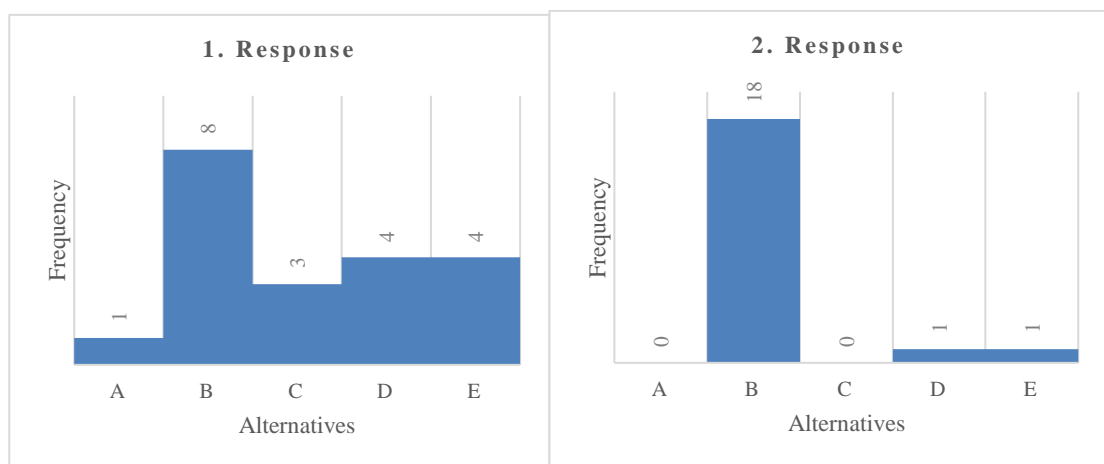 1. Response
8
4
4
3
1
Frequency
A B C D E
Alternatives
2. Response
18
1
1
0
0
Frequency
A B C D E
Alternatives